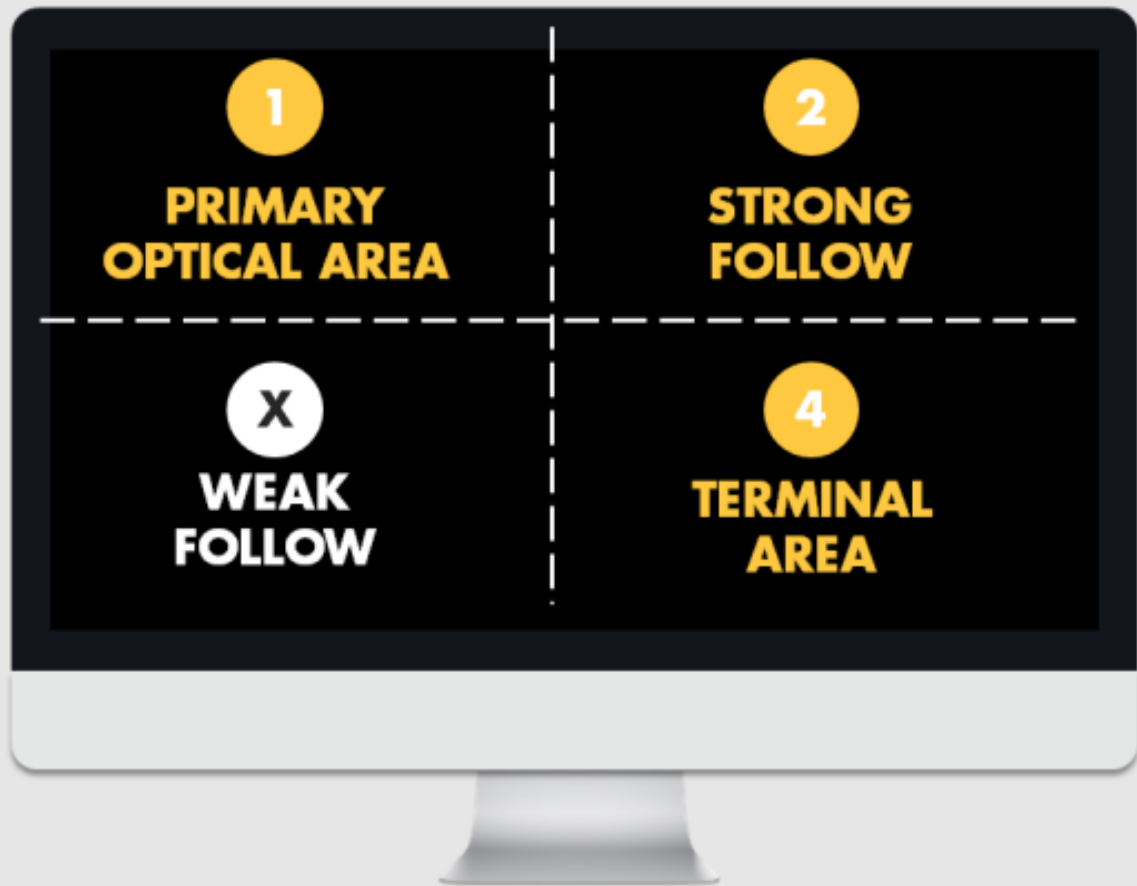 1
PRIMARY
OPTICAL AREA
2
STRONG
FOLLOW
X
WEAK
FOLLOW
4
TERMINAL
AREA